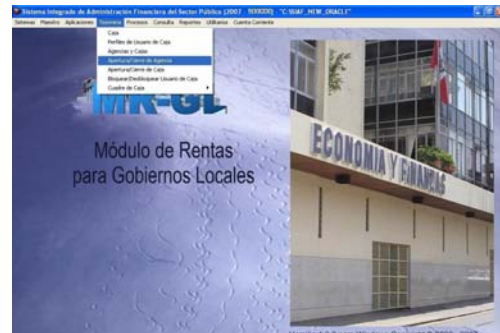 Sistema Integrado de Administración Financiera del Sector Público (2007 - 900000) - "C:\SIAF_NEW_ORACLE\"
Sistemas Maestro Aplicaciones Tesorería Procesos Consulta Reportes Utilitarios Cuenta Corriente
Caja
Perfiles de Usuario de Caja
Agencias y Cajas
Apertura/Cierre de Agencia
Apertura/Cierre de Caja
Bloquear/Desbloquear Usuario de Caja
Cuadre de Caja
MR-GL
Módulo de Rentas
para Gobiernos Locales
ECONOMIA Y FINANZAS